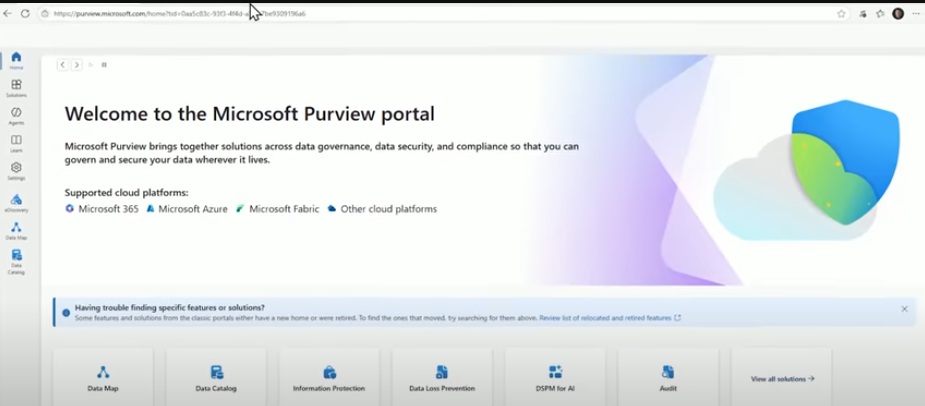 https://purview.microsoft.com/home?tid=
Home
Solutions
Agents
Learn
Settings
eDiscovery
Data Map
Data
Catalog
Welcome to the Microsoft Purview portal
Microsoft Purview brings together solutions across data governance, data security, and compliance so that you can
govern and secure your data wherever it lives.
Supported cloud platforms:
Microsoft 365 Microsoft Azure Microsoft Fabric Other cloud platforms
Having trouble finding specific features or solutions?
Some features and solutions from the classic portals either have a new home or were retired. To find the ones that moved, try searching for them above. Review list of relocated and retired features
Data Map
Data Catalog
Information Protection
Data Loss Prevention
DSPM for AI
Audit
View all solutions →